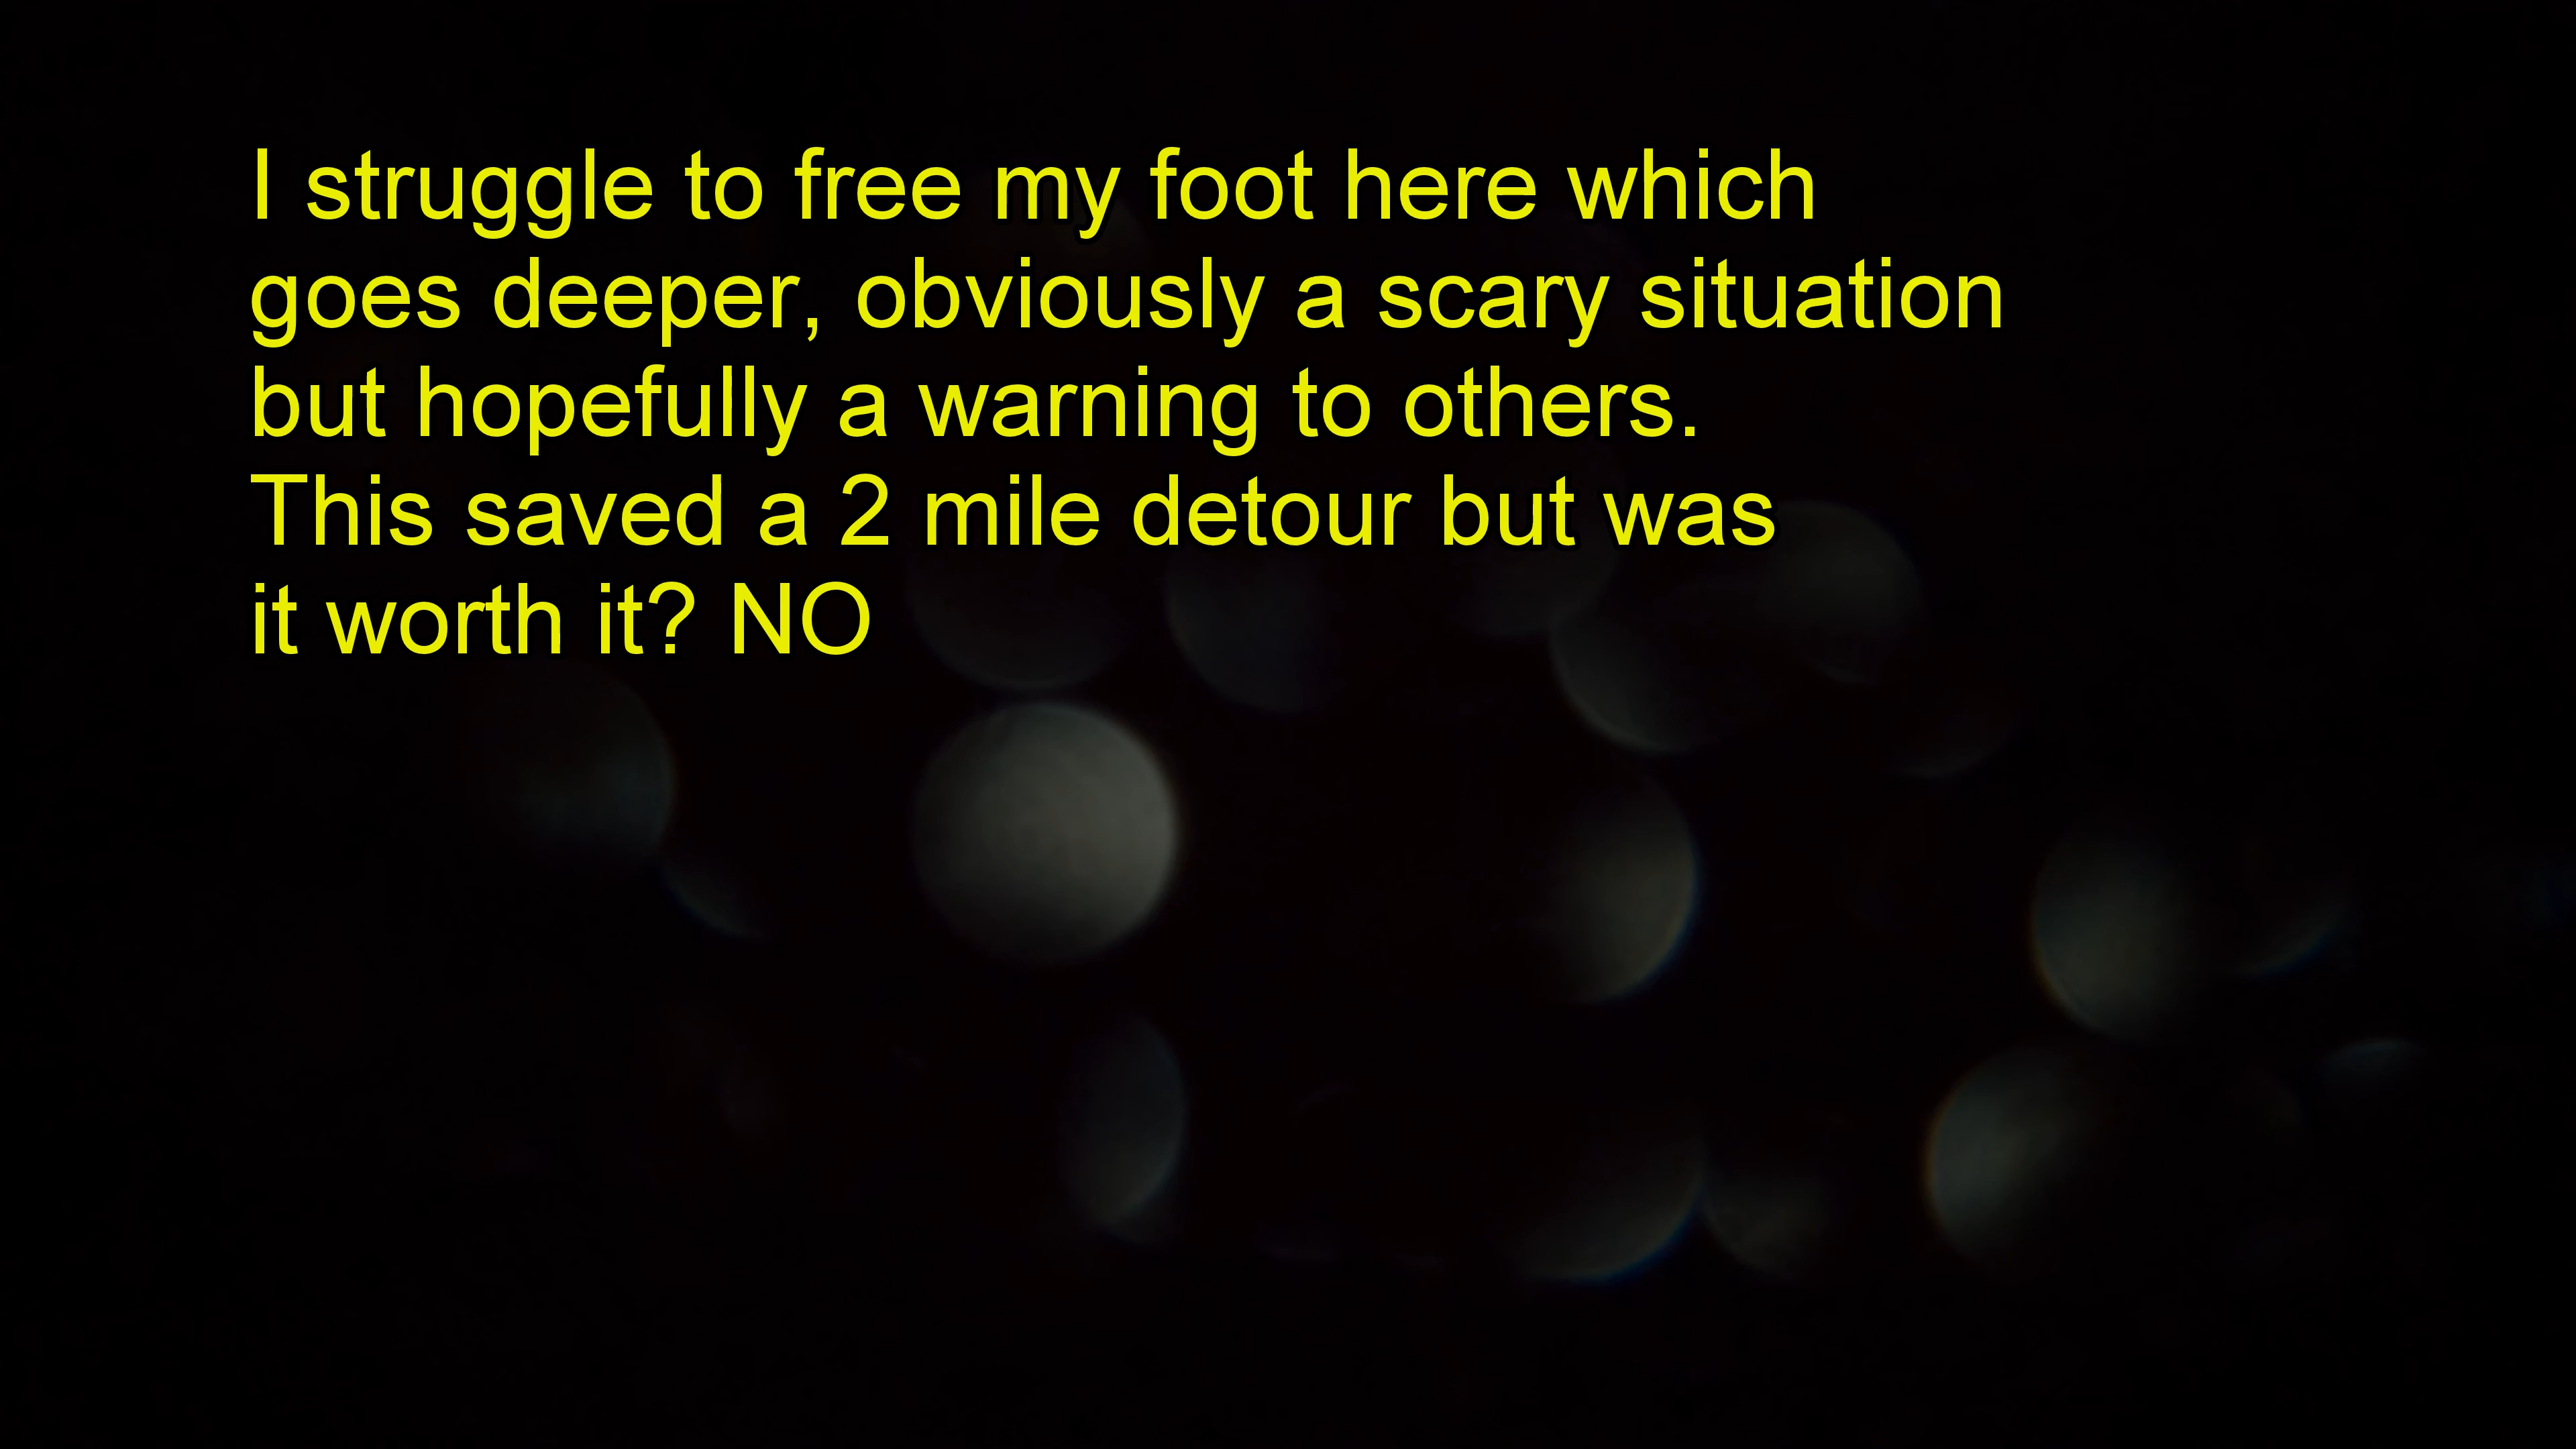 I struggle to free my foot here which
goes deeper, obviously a scary situation
but hopefully a warning to others.
This saved a 2 mile detour but was
it worth it? NO